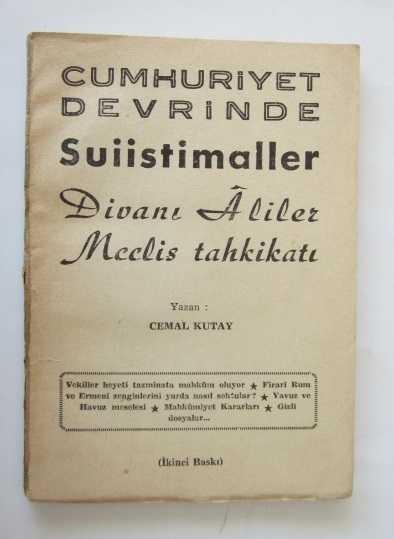 CUMHURİYET
DEVRİNDE
Suiistimaller
Divanı Âliler
Meclis tahkikatı
Yazan :
CEMAL KUTAY
Vekiller heyeti tazminata mahkûm oluyor ★ Firari Rum
ve Ermeni zenginlerini yurda nasıl soktular? ★ Yavuz ve
Havuz meselesi ★ Mahkûmiyet Kararları ★ Gizli
dosyalar...
(İkinci Baskı)